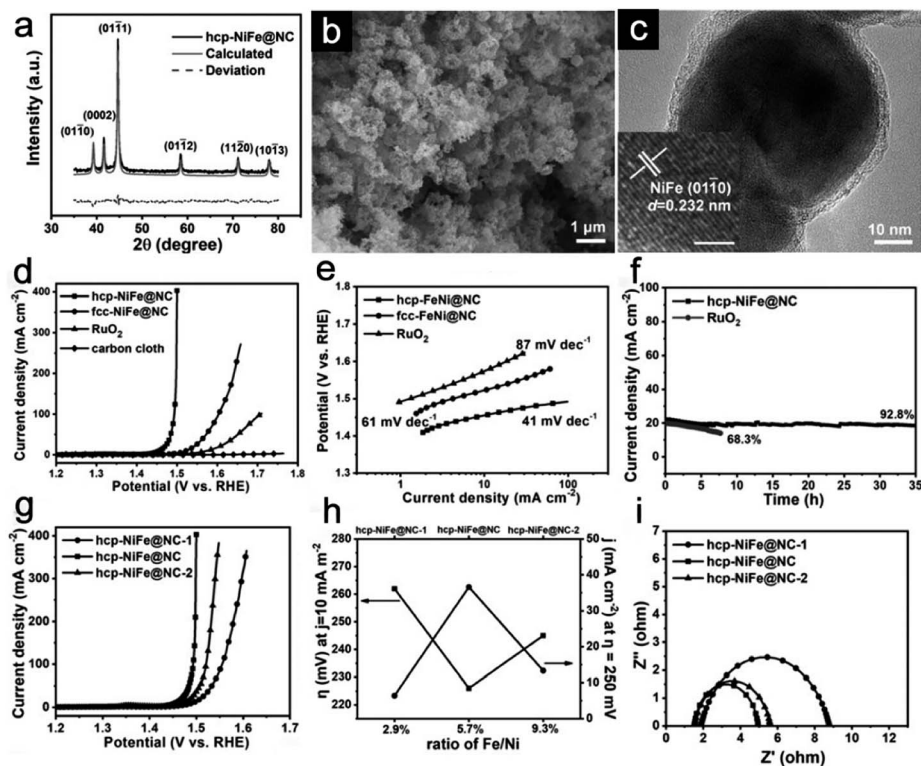 a
Intensity (a.u.)
(011̄0)
(0002)
(011̄1)
(011̄2)
(112̄0)
(101̄3)
hcp-NiFe@NC
Calculated
Deviation
30 40 50 60 70 80 90
2θ (degree)
b
1 μm
c
NiFe (011̄0)
d=0.232 nm
10 nm
d
Current density (mA cm⁻²)
400
300
200
100
0
hcp-NiFe@NC
fcc-NiFe@NC
RuO₂
carbon cloth
1.2 1.3 1.4 1.5 1.6 1.7 1.8
Potential (V vs. RHE)
e
Potential (V vs. RHE)
1.8
1.7
1.6
1.5
1.4
1.3
hcp-FeNi@NC
fcc-FeNi@NC
RuO₂
87 mV dec⁻¹
61 mV dec⁻¹
41 mV dec⁻¹
1 10 100
Current density (mA cm⁻²)
f
Current density (mA cm⁻²)
100
80
60
40
20
0
hcp-NiFe@NC
RuO₂
92.8%
68.3%
0 5 10 15 20 25 30 35
Time (h)
g
Current density (mA cm⁻²)
400
300
200
100
0
hcp-NiFe@NC-1
hcp-NiFe@NC
hcp-NiFe@NC-2
1.2 1.3 1.4 1.5 1.6 1.7
Potential (V vs. RHE)
h
hcp-NiFe@NC-1 hcp-NiFe@NC hcp-NiFe@NC-2
η (mV) at j=10 mA m⁻²
280
270
260
250
240
230
220
j (mA cm⁻²) at η = 250 mV
50
40
30
20
10
0
2.9% 5.7% 9.3%
ratio of Fe/Ni
i
Z'' (ohm)
7
6
5
4
3
2
1
0
hcp-NiFe@NC-1
hcp-NiFe@NC
hcp-NiFe@NC-2
0 2 4 6 8 10 12
Z' (ohm)